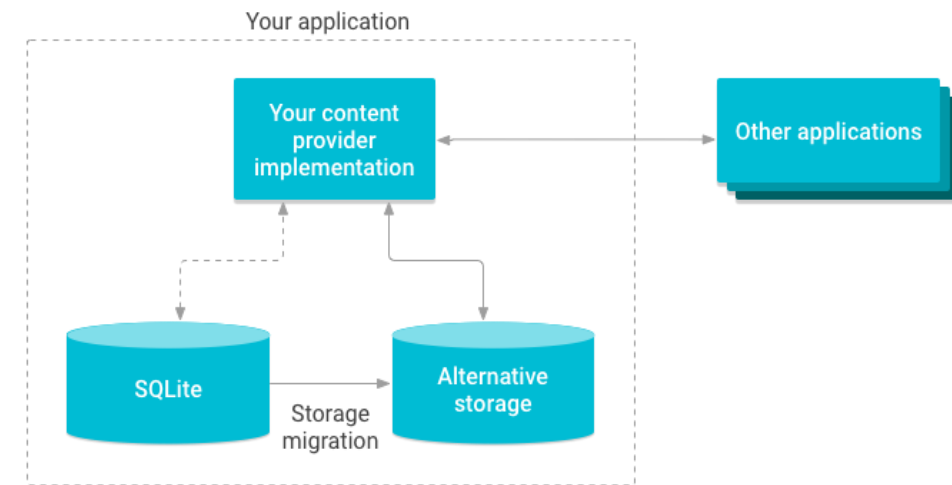 Your application
Your content
provider
implementation
Other applications
SQLite
Storage
migration
Alternative
storage